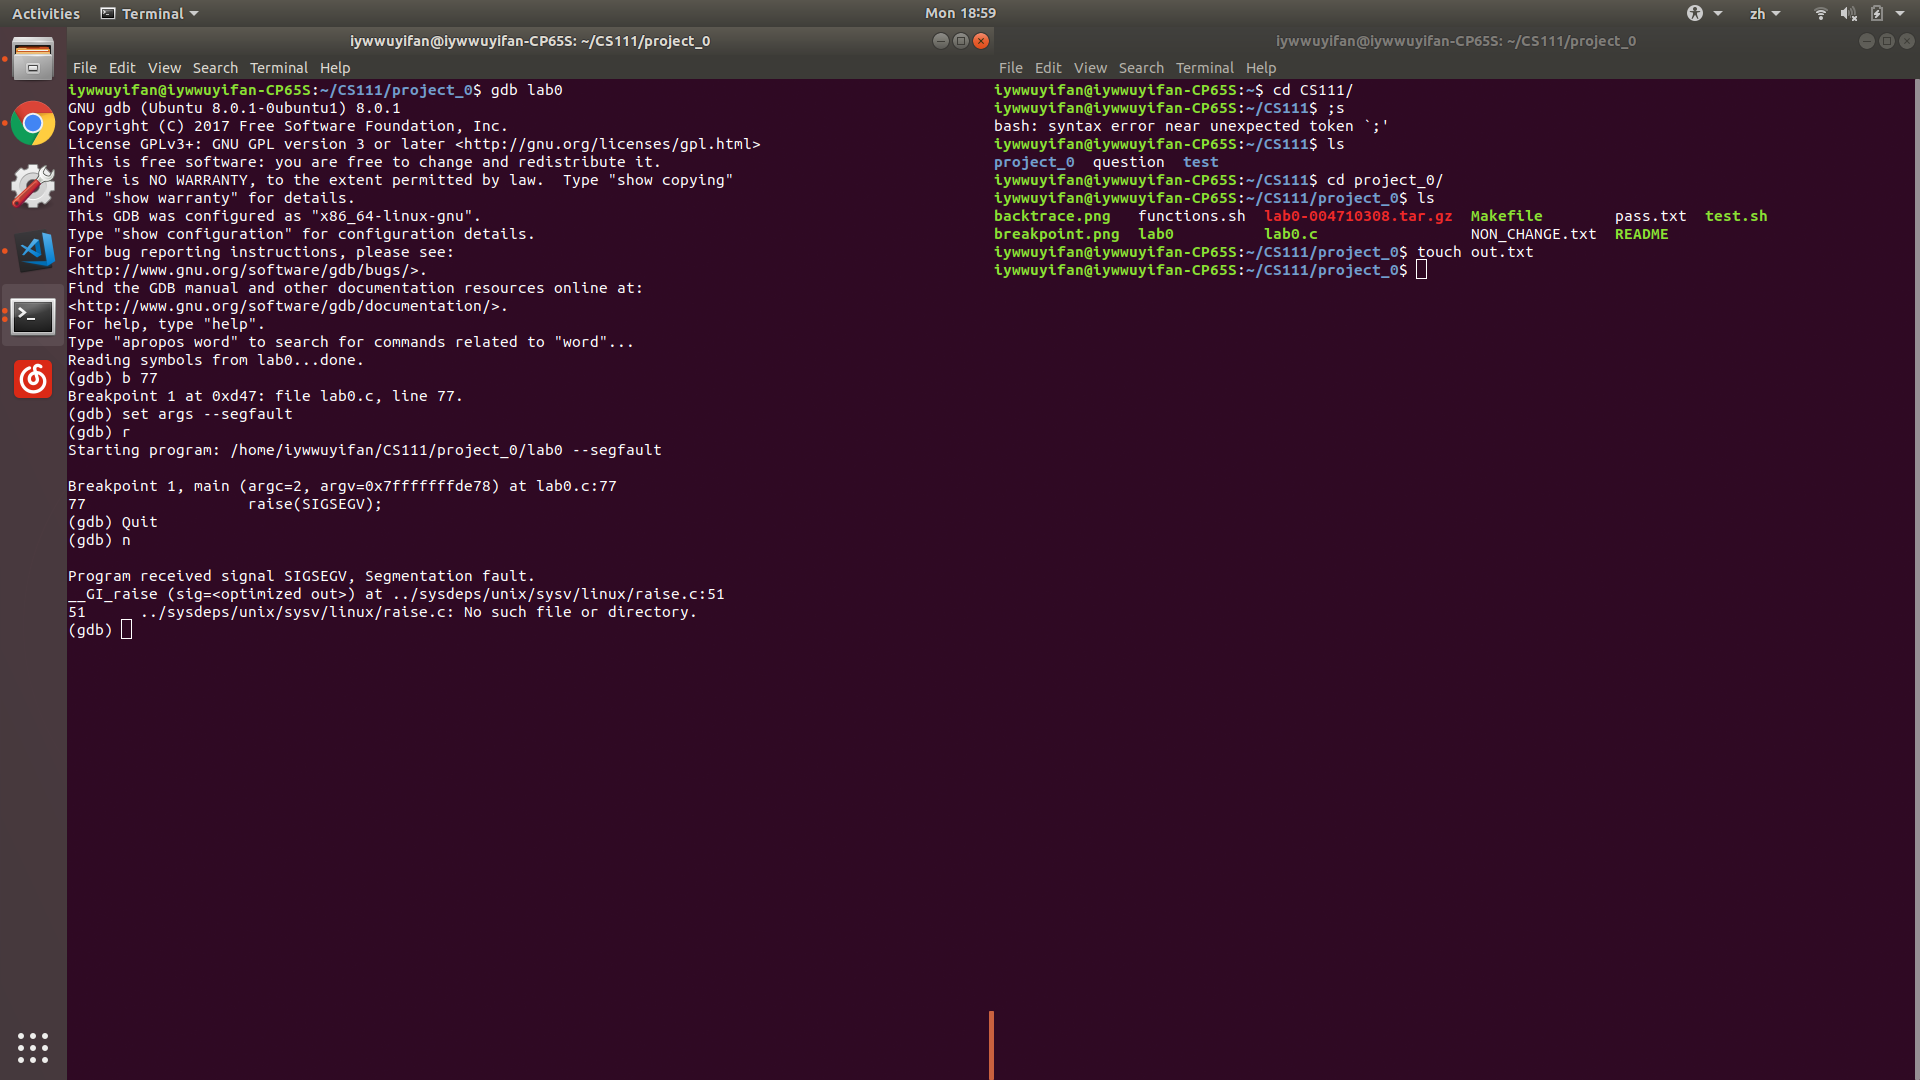 Activities Terminal Mon 18:59 zh
iywwuyifan@iywwuyifan-CP65S: ~/CS111/project_0
File Edit View Search Terminal Help
iywwuyifan@iywwuyifan-CP65S:~/CS111/project_0$ gdb lab0
GNU gdb (Ubuntu 8.0.1-0ubuntu1) 8.0.1
Copyright (C) 2017 Free Software Foundation, Inc.
License GPLv3+: GNU GPL version 3 or later <http://gnu.org/licenses/gpl.html>
This is free software: you are free to change and redistribute it.
There is NO WARRANTY, to the extent permitted by law.  Type "show copying"
and "show warranty" for details.
This GDB was configured as "x86_64-linux-gnu".
Type "show configuration" for configuration details.
For bug reporting instructions, please see:
<http://www.gnu.org/software/gdb/bugs/>.
Find the GDB manual and other documentation resources online at:
<http://www.gnu.org/software/gdb/documentation/>.
For help, type "help".
Type "apropos word" to search for commands related to "word"...
Reading symbols from lab0...done.
(gdb) b 77
Breakpoint 1 at 0xd47: file lab0.c, line 77.
(gdb) set args --segfault
(gdb) r
Starting program: /home/iywwuyifan/CS111/project_0/lab0 --segfault
Breakpoint 1, main (argc=2, argv=0x7fffffffde78) at lab0.c:77
77                  raise(SIGSEGV);
(gdb) Quit
(gdb) n
Program received signal SIGSEGV, Segmentation fault.
__GI_raise (sig=<optimized out>) at ../sysdeps/unix/sysv/linux/raise.c:51
51      ../sysdeps/unix/sysv/linux/raise.c: No such file or directory.
(gdb)
iywwuyifan@iywwuyifan-CP65S: ~/CS111/project_0
File Edit View Search Terminal Help
iywwuyifan@iywwuyifan-CP65S:~$ cd CS111/
iywwuyifan@iywwuyifan-CP65S:~/CS111$ ;s
bash: syntax error near unexpected token `;'
iywwuyifan@iywwuyifan-CP65S:~/CS111$ ls
project_0  question  test
iywwuyifan@iywwuyifan-CP65S:~/CS111$ cd project_0/
iywwuyifan@iywwuyifan-CP65S:~/CS111/project_0$ ls
backtrace.png   functions.sh  lab0-004710308.tar.gz  Makefile        pass.txt  test.sh
breakpoint.png  lab0          lab0.c                 NON_CHANGE.txt  README
iywwuyifan@iywwuyifan-CP65S:~/CS111/project_0$ touch out.txt
iywwuyifan@iywwuyifan-CP65S:~/CS111/project_0$